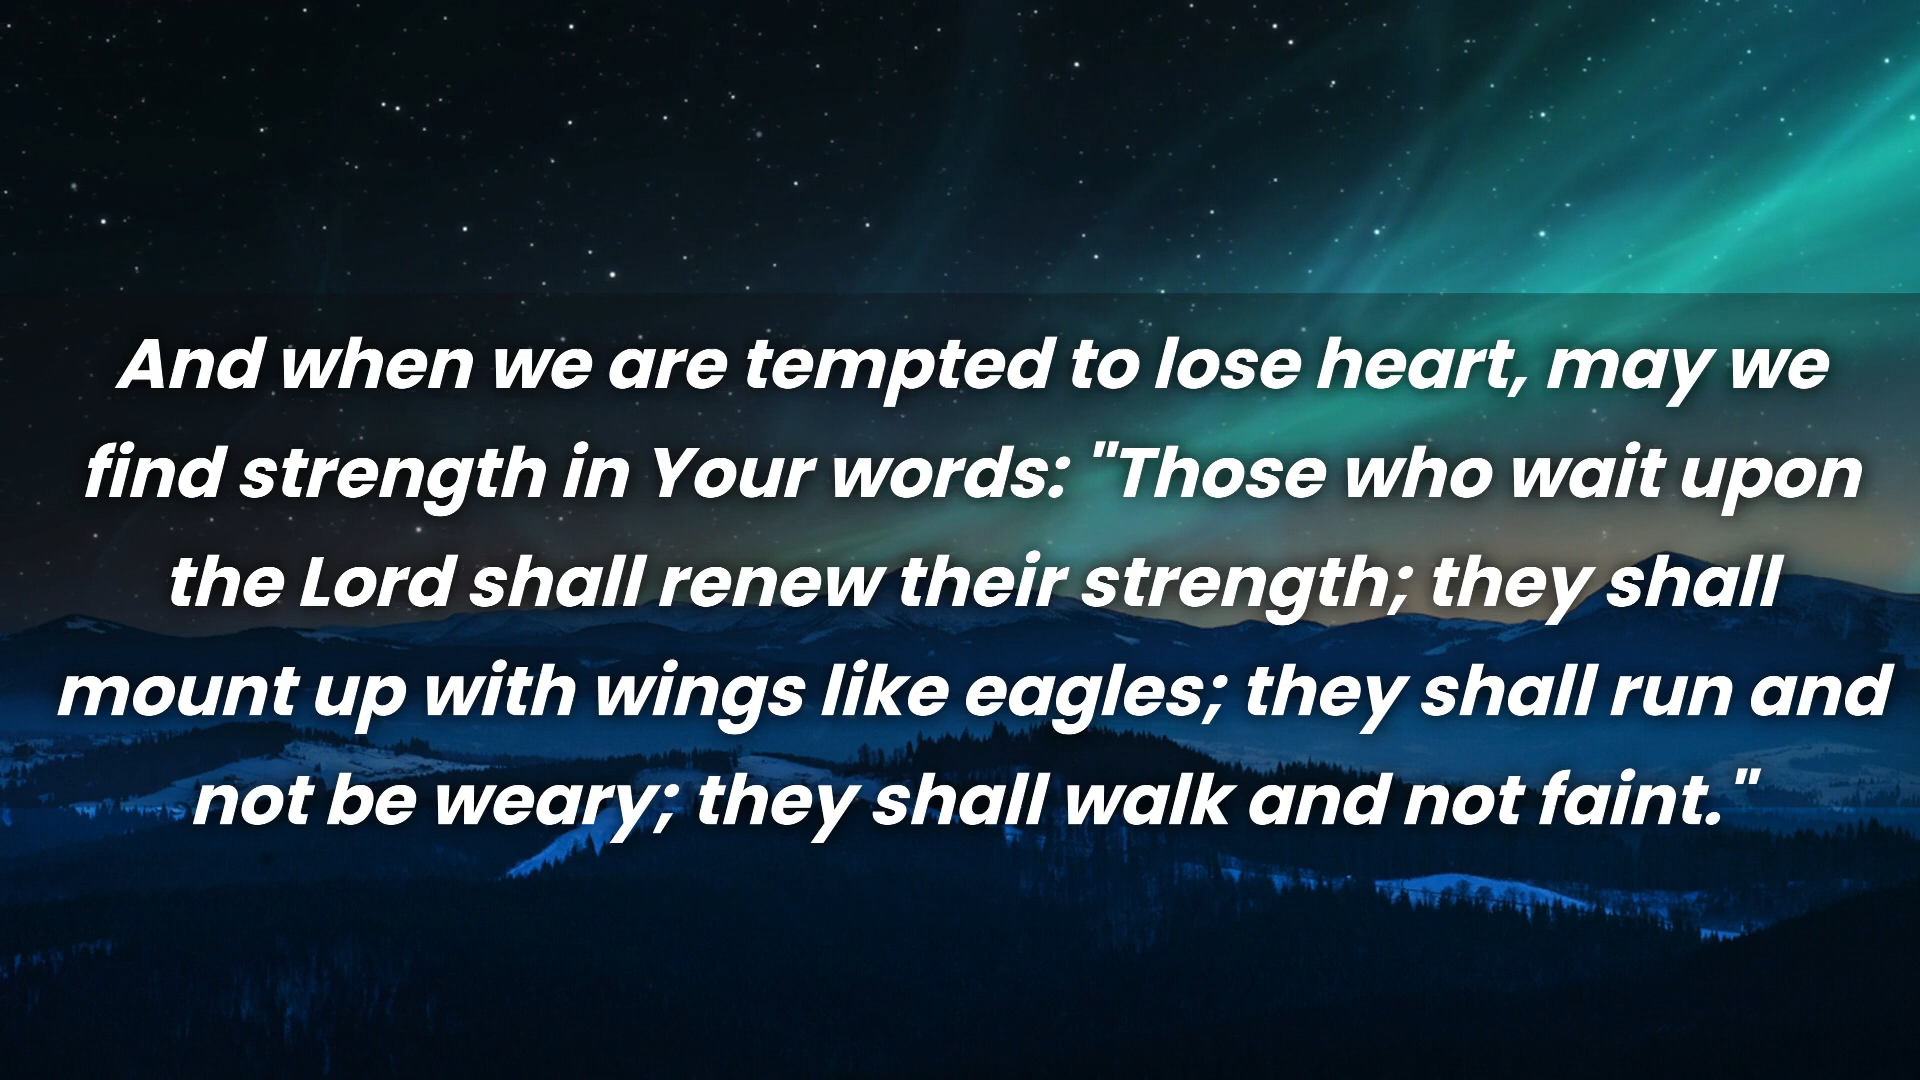 And when we are tempted to lose heart, may we
find strength in Your words: "Those who wait upon
the Lord shall renew their strength; they shall
mount up with wings like eagles; they shall run and
not be weary; they shall walk and not faint."